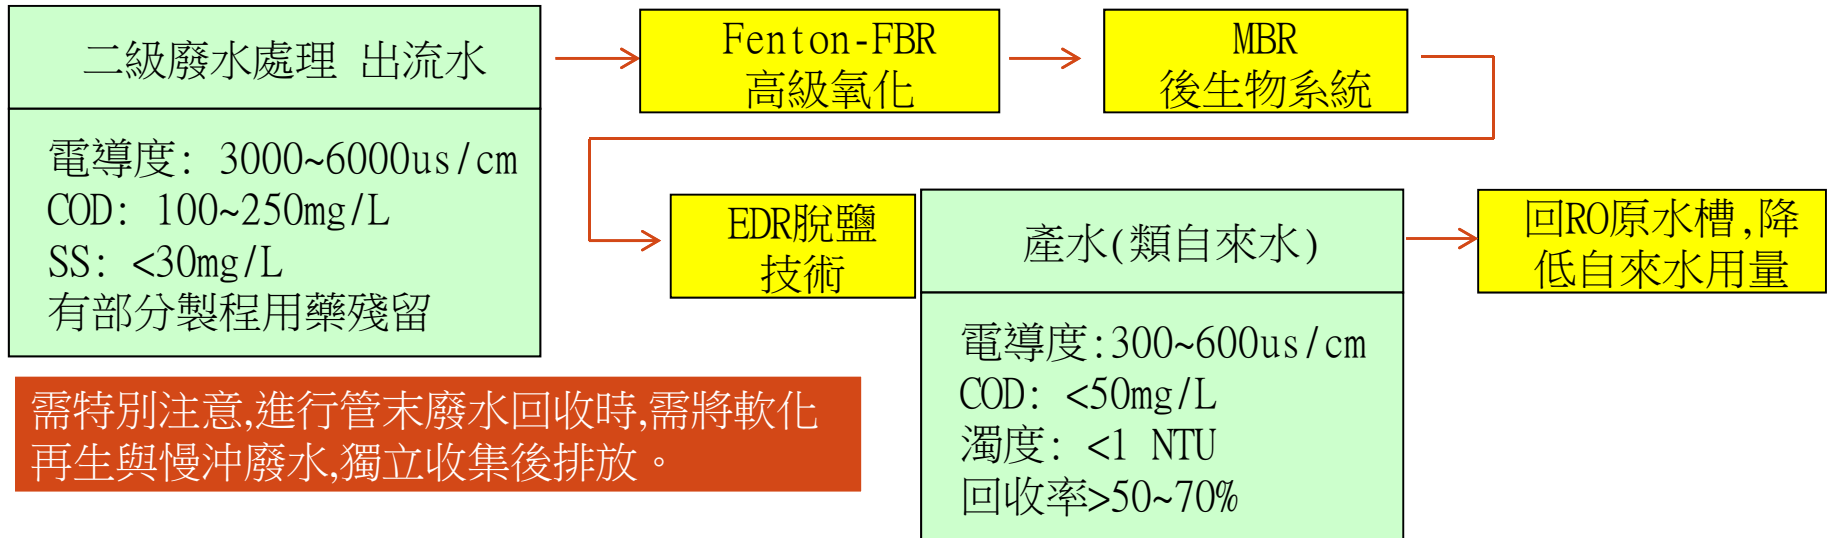 二級廢水處理 出流水
電導度: 3000~6000us/cm
COD: 100~250mg/L
SS: <30mg/L
有部分製程用藥殘留
Fenton-FBR
高級氧化
MBR
後生物系統
EDR脫鹽
技術
產水(類自來水)
電導度:300~600us/cm
COD: <50mg/L
濁度: <1 NTU
回收率>50~70%
回RO原水槽,降
低自來水用量
需特別注意,進行管末廢水回收時,需將軟化
再生與慢沖廢水,獨立收集後排放。